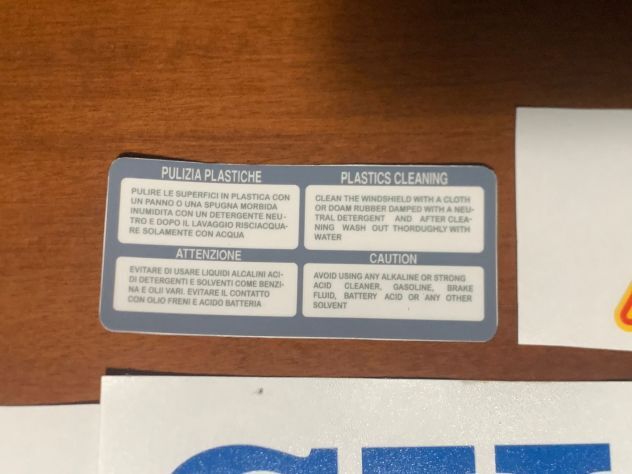 PULIZIA PLASTICHE
PULIRE LE SUPERFICI IN PLASTICA CON
UN PANNO O UNA SPUGNA MORBIDA
INUMIDITA CON UN DETERGENTE NEU-
TRO E DOPO IL LAVAGGIO RISCIACQUA-
RE SOLAMENTE CON ACQUA
PLASTICS CLEANING
CLEAN THE WINDSHIELD WITH A CLOTH
OR DOAM RUBBER DAMPED WITH A NEU-
TRAL DETERGENT AND AFTER CLEA-
NING WASH OUT THORDUGHLY WITH
WATER
ATTENZIONE
EVITARE DI USARE LIQUIDI ALCALINI ACI-
DI DETERGENTI E SOLVENTI COME BENZI-
NA E OLII VARI. EVITARE IL CONTATTO
CON OLIO FRENI E ACIDO BATTERIA
CAUTION
AVOID USING ANY ALKALINE OR STRONG
ACID CLEANER, GASOLINE, BRAKE
FLUID, BATTERY ACID OR ANY OTHER
SOLVENT